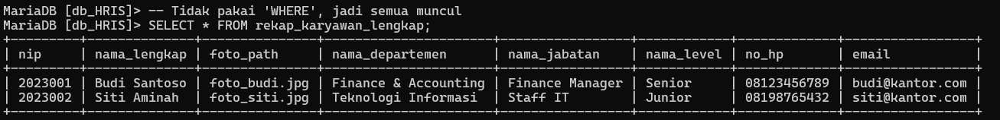 MariaDB [db_HRIS]> -- Tidak pakai 'WHERE', jadi semua muncul
MariaDB [db_HRIS]> SELECT * FROM rekap_karyawan_lengkap;
+---------+--------------+---------------+----------------------+-----------------+------------+-------------+-----------------+
| nip     | nama_lengkap | foto_path     | nama_departemen      | nama_jabatan    | nama_level | no_hp       | email           |
+---------+--------------+---------------+----------------------+-----------------+------------+-------------+-----------------+
| 2023001 | Budi Santoso | foto_budi.jpg | Finance & Accounting | Finance Manager | Senior     | 08123456789 | budi@kantor.com |
| 2023002 | Siti Aminah  | foto_siti.jpg | Teknologi Informasi  | Staff IT        | Junior     | 08198765432 | siti@kantor.com |
+---------+--------------+---------------+----------------------+-----------------+------------+-------------+-----------------+